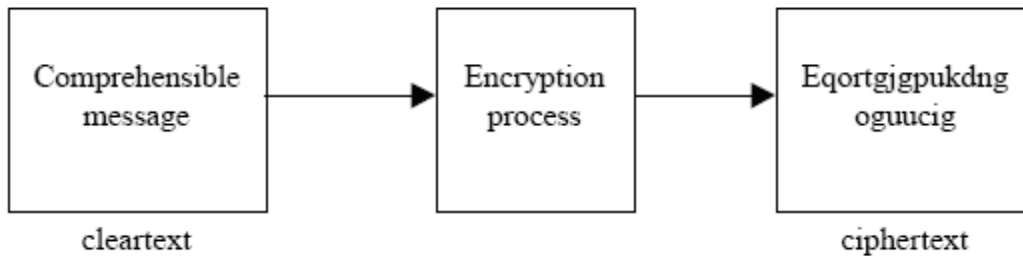 Comprehensible
message
Encryption
process
Eqortgjgpukdng
oguucig
cleartext
ciphertext